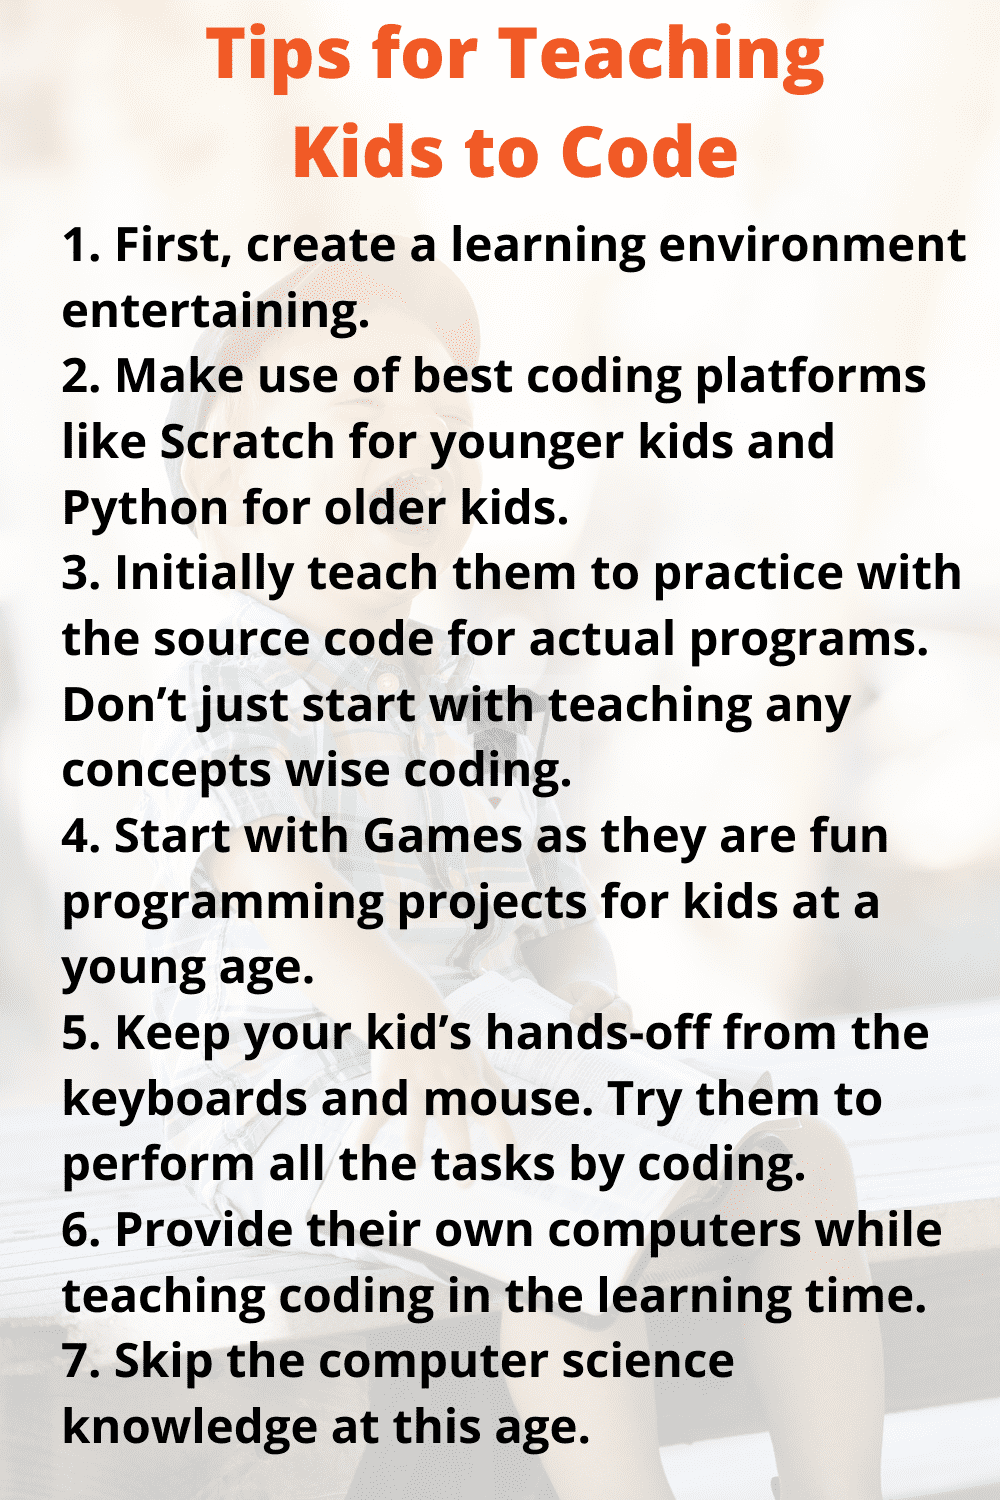 Tips for Teaching
Kids to Code
1. First, create a learning environment
entertaining.
2. Make use of best coding platforms
like Scratch for younger kids and
Python for older kids.
3. Initially teach them to practice with
the source code for actual programs.
Don’t just start with teaching any
concepts wise coding.
4. Start with Games as they are fun
programming projects for kids at a
young age.
5. Keep your kid’s hands-off from the
keyboards and mouse. Try them to
perform all the tasks by coding.
6. Provide their own computers while
teaching coding in the learning time.
7. Skip the computer science
knowledge at this age.